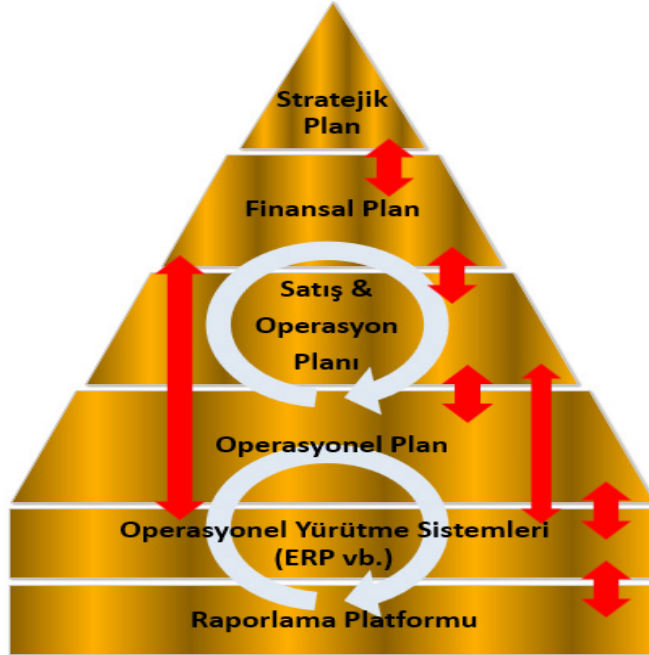 Stratejik
Plan
Finansal Plan
Satış &
Operasyon
Planı
Operasyonel Plan
Operasyonel Yürütme Sistemleri
(ERP vb.)
Raporlama Platformu